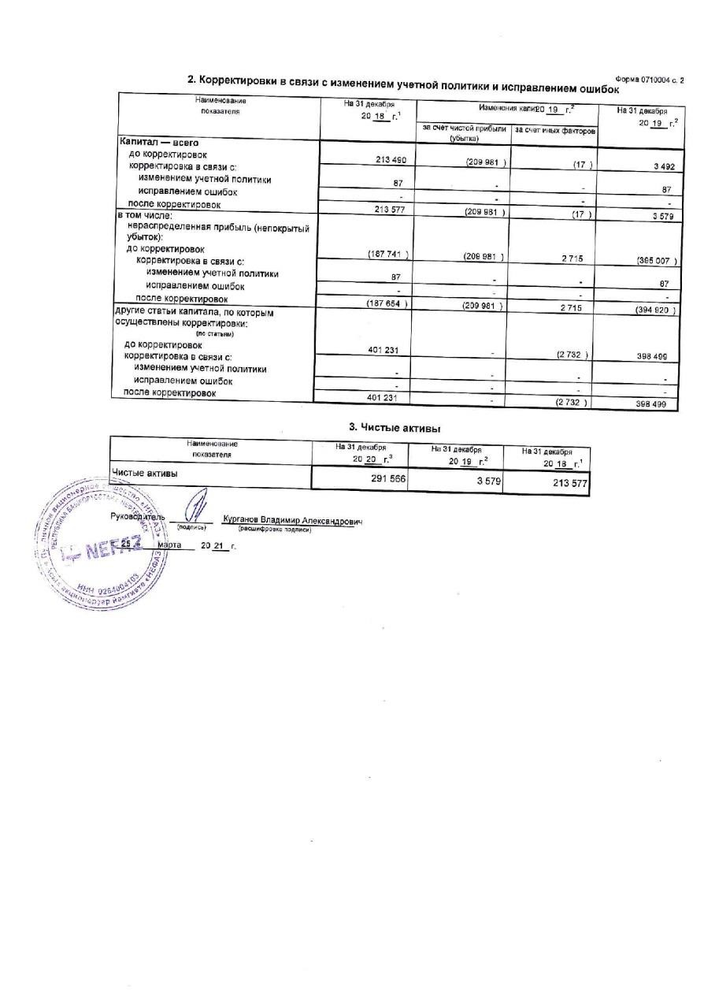 Форма 0710004 с. 2
2. Корректировки в связи с изменением учетной политики и исправлением ошибок
Наименование показателя На 31 декабря 20 18 г.¹ Изменения капи 20 19 г.² На 31 декабря 20 19 г.²
за счет чистой прибыли (убытка) за счет иных факторов
Капитал — всего
до корректировок 213 490 (209 981 ) (17 ) 3 492
корректировка в связи с:
изменением учетной политики 87 - - 87
исправлением ошибок - - - -
после корректировок 213 577 (209 981 ) (17 ) 3 579
в том числе:
нераспределенная прибыль (непокрытый
убыток):
до корректировок (187 741 ) (209 981 ) 2 715 (395 007 )
корректировка в связи с:
изменением учетной политики 87 - - 87
исправлением ошибок - - - -
после корректировок (187 654 ) (209 981 ) 2 715 (394 920 )
другие статьи капитала, по которым
осуществлены корректировки:
(по статьям)
до корректировок 401 231 - (2 732 ) 398 499
корректировка в связи с:
изменением учетной политики - - - -
исправлением ошибок - - - -
после корректировок 401 231 - (2 732 ) 398 499
3. Чистые активы
Наименование показателя На 31 декабря 20 20 г.³ На 31 декабря 20 19 г.² На 31 декабря 20 18 г.¹
Чистые активы 291 566 3 579 213 577
Руководитель Курганов Владимир Александрович
(подпись) (расшифровка подписи)
25 марта 20 21 г.
акционерное общество «НЕФАЗ»
РЕСПУБЛИКА БАШКОРТОСТАН
NEFAZ
ИНН 0264004103
«НЕФАЗ»